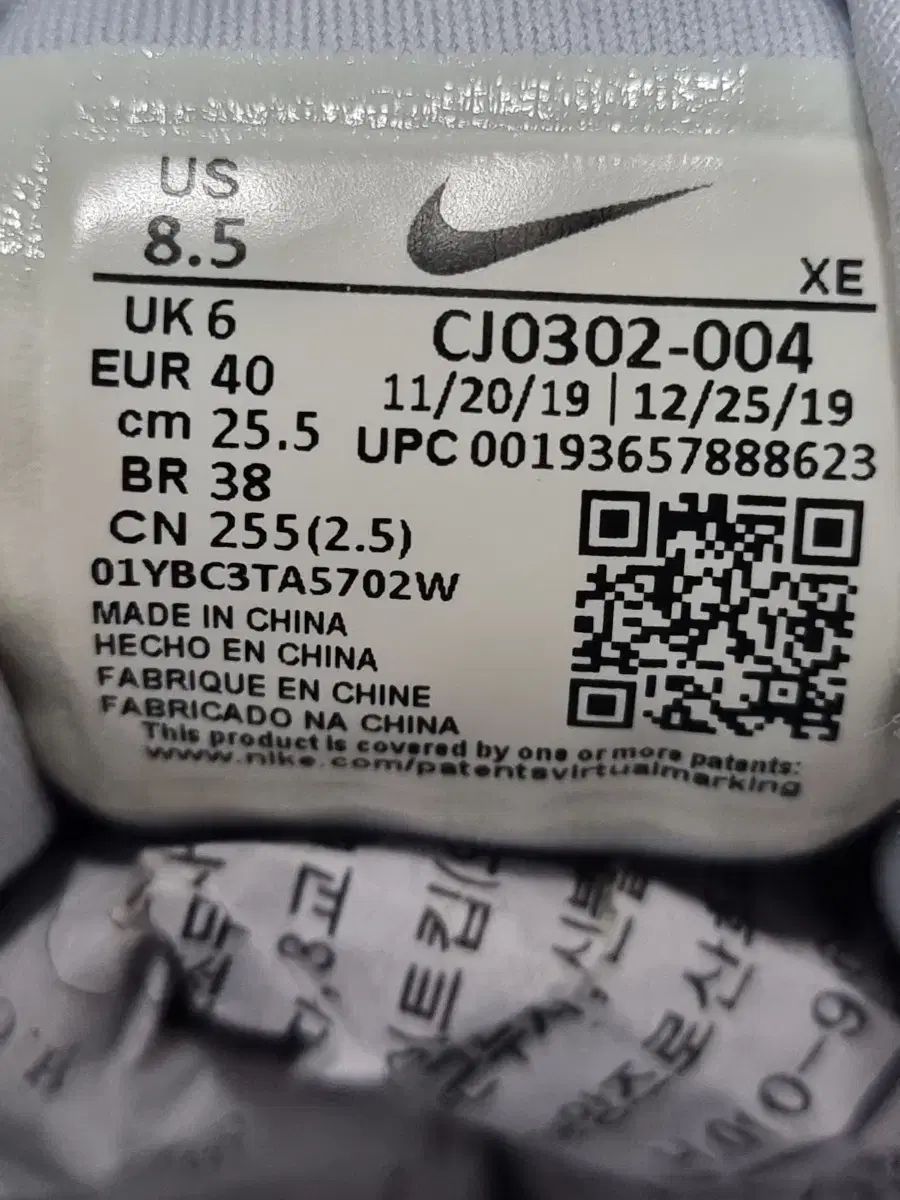 US
8.5
XE
UK 6
EUR 40
cm 25.5
BR 38
CN 255(2.5)
CJ0302-004
11/20/19 | 12/25/19
UPC 00193657888623
01YBC3TA5702W
MADE IN CHINA
HECHO EN CHINA
FABRIQUE EN CHINE
FABRICADO NA CHINA
This product is covered by one or more patents:
www.nike.com/patentsvirtualmarking